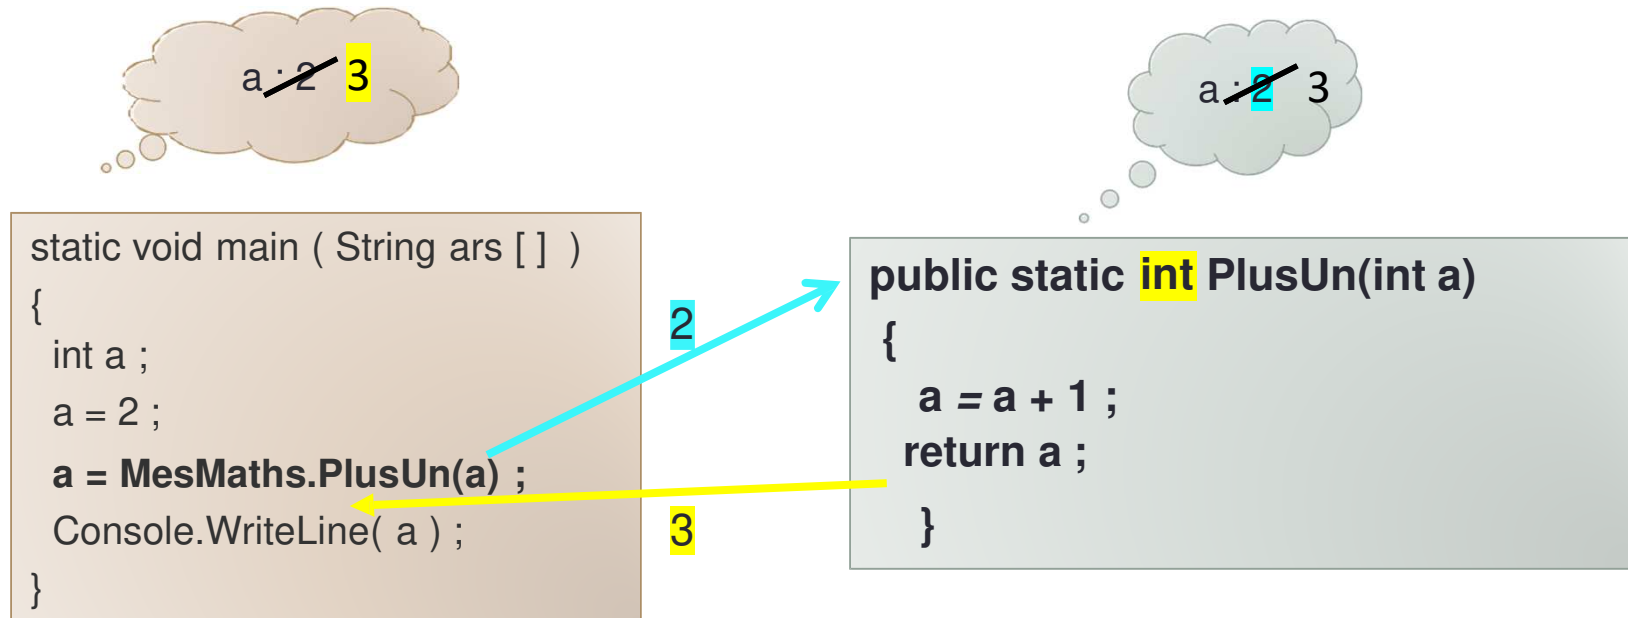 a : 2 3
a : 2 3
static void main ( String ars [ ] )
{
int a ;
a = 2 ;
a = MesMaths.PlusUn(a) ;
Console.WriteLine( a ) ;
}
2
3
public static int PlusUn(int a)
{
a = a + 1 ;
return a ;
}